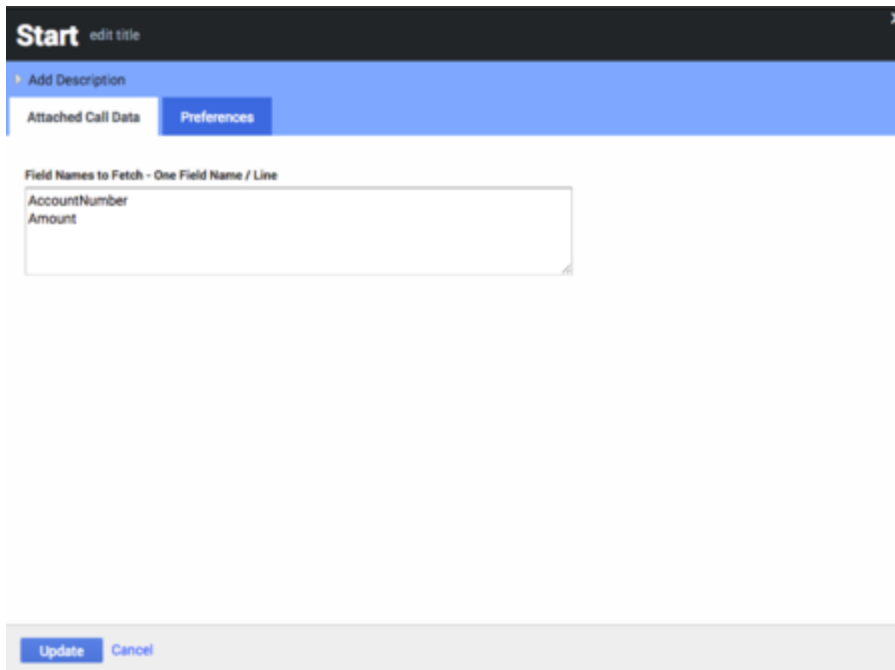 Start edit title
Add Description
Attached Call Data Preferences
Field Names to Fetch - One Field Name / Line
AccountNumber
Amount
Update Cancel